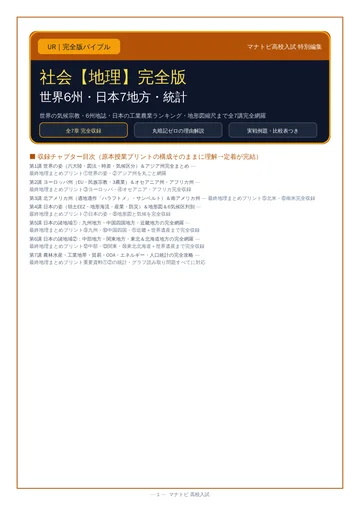 UR｜完全版バイブル
マナトピ高校入試 特別編集
社会【地理】完全版
世界6州・日本7地方・統計
世界の気候宗教・6州地誌・日本の工業農業ランキング・地形図縮尺まで全7講完全網羅
全7章 完全収録
丸暗記ゼロの理由解説
実戦例題・比較表つき
■ 収録チャプター目次（原本授業プリントの構成そのままに理解→定着が完結）
第1講 世界の姿（六大陸・図法・時差・気候区分）＆アジア州完全まとめ ―
最終地理まとめプリント①世界の姿・②アジア州を丸ごと網羅
第2講 ヨーロッパ州（EU・民族宗教・3農業）＆オセアニア州・アフリカ州 ―
最終地理まとめプリント③ヨーロッパ・④オセアニア・アフリカ完全収録
第3講 北アメリカ州（適地適作「ハラフトメ」・サンベルト）＆南アメリカ州 ― 最終地理まとめプリント⑤北米・⑥南米完全収録
第4講 日本の姿（領土日記・地形海流・産業・防災）＆地形図＆6気候区判別 ―
最終地理まとめプリント⑦日本の姿・⑧地形図と気候を完全収録
第5講 日本の諸地域①：九州地方・中国四国地方・近畿地方の完全網羅 ―
最終地理まとめプリント⑨九州・⑩中国四国・⑪近畿＋世界遺産まで完全収録
第6講 日本の諸地域②：中部地方・関東地方・東北＆北海道地方の完全網羅 ―
最終地理まとめプリント⑫中部・⑬関東・⑭東北北海道＋世界遺産まで完全収録
第7講 農林水産・工業地帯・貿易・ODA・エネルギー・人口統計の完全攻略 ―
最終地理まとめプリント重要資料①②の統計・グラフ読み取り問題すべてに対応
― 1 ― マナトピ 高校入試